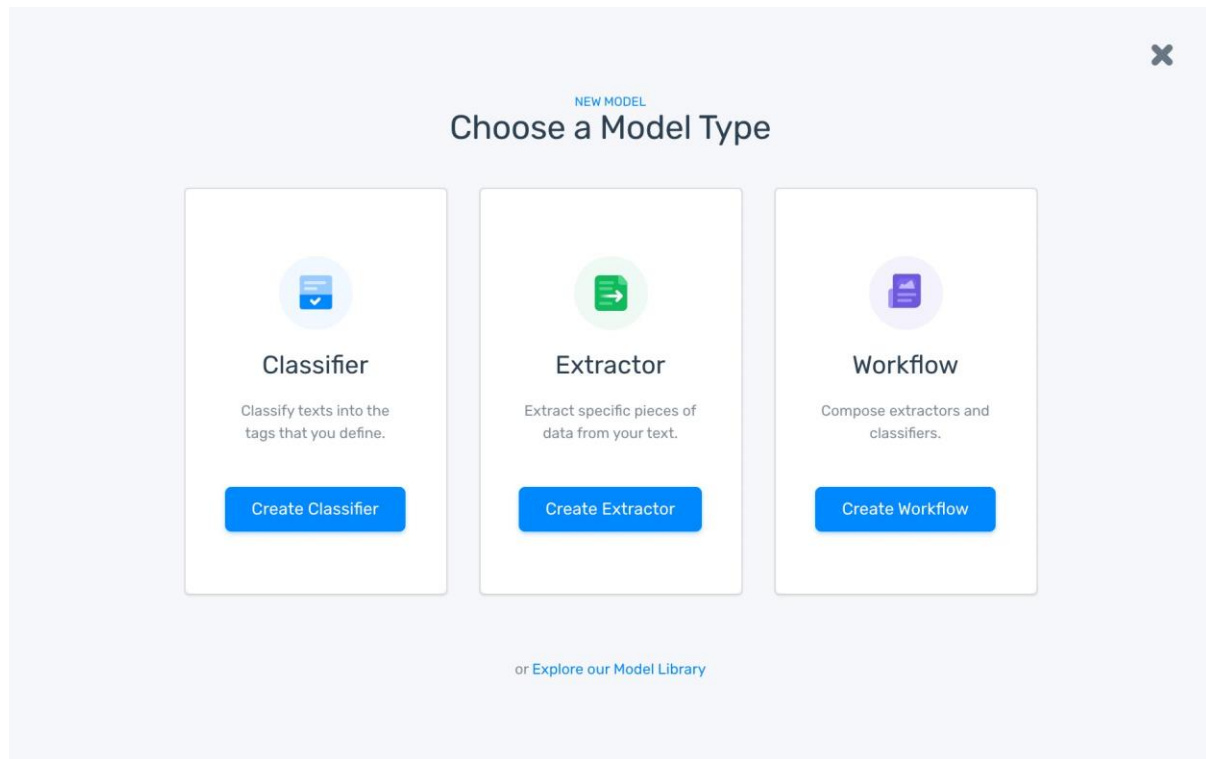 NEW MODEL
Choose a Model Type
Classifier
Classify texts into the
tags that you define.
Create Classifier
Extractor
Extract specific pieces of
data from your text.
Create Extractor
Workflow
Compose extractors and
classifiers.
Create Workflow
or Explore our Model Library